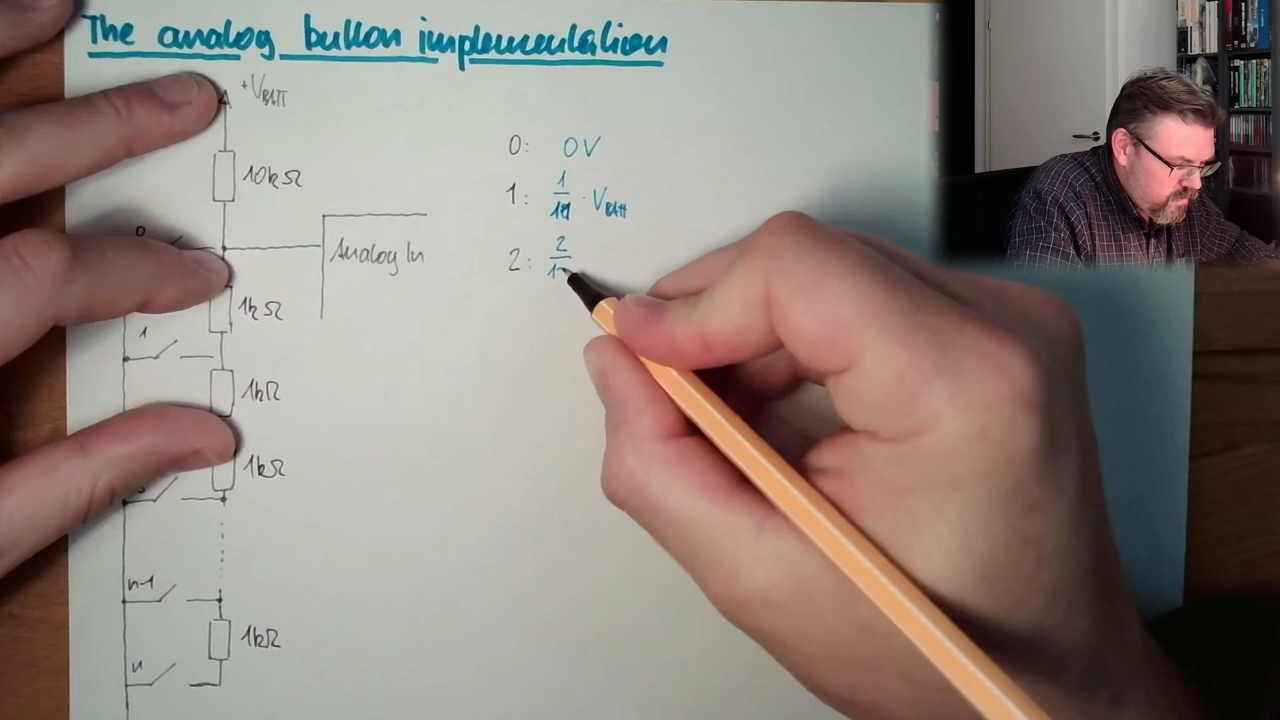 The analog button implementation
+VBATT
10kΩ
0
Analog In
1kΩ
1
1kΩ
1kΩ
n-1
1kΩ
n
0: 0V
1: 1/11 · VBATT
2: 2/1